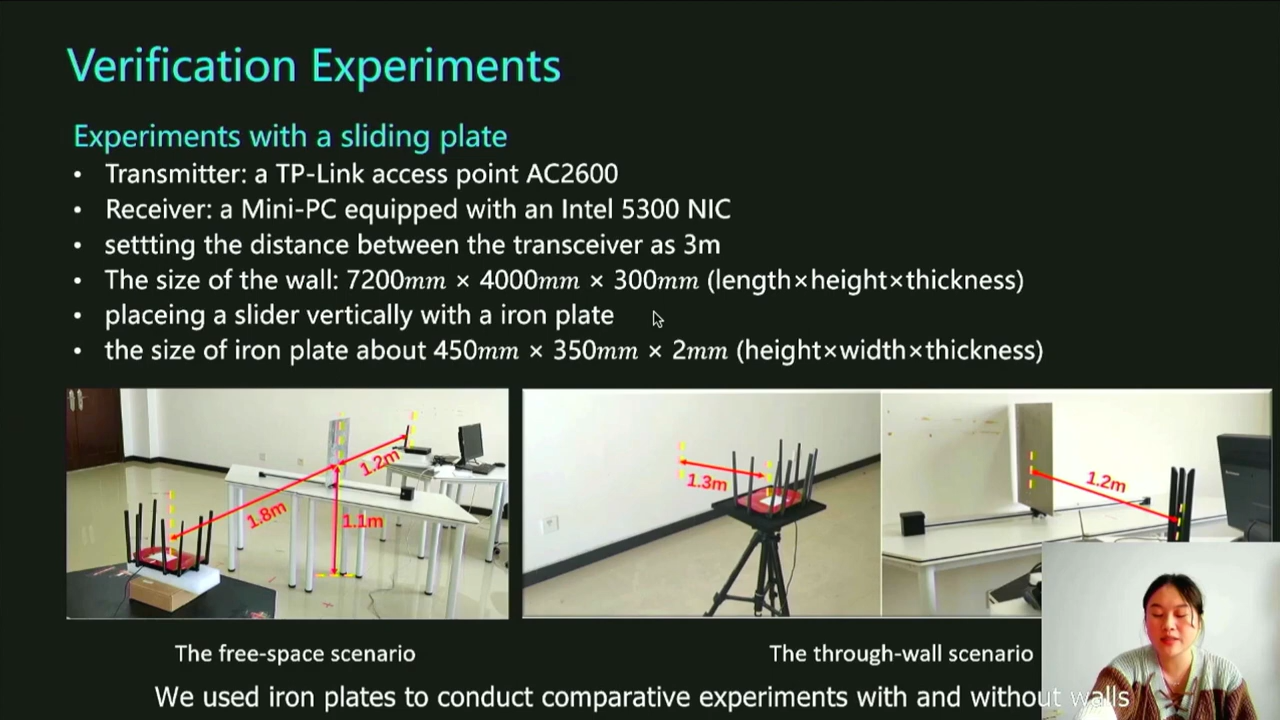 Verification Experiments
Experiments with a sliding plate
• Transmitter: a TP-Link access point AC2600
• Receiver: a Mini-PC equipped with an Intel 5300 NIC
• settting the distance between the transceiver as 3m
• The size of the wall: 7200mm × 4000mm × 300mm (length×height×thickness)
• placeing a slider vertically with a iron plate
• the size of iron plate about 450mm × 350mm × 2mm (height×width×thickness)
1.2m
1.8m
1.1m
1.3m
1.2m
The free-space scenario
The through-wall scenario
We used iron plates to conduct comparative experiments with and without walls